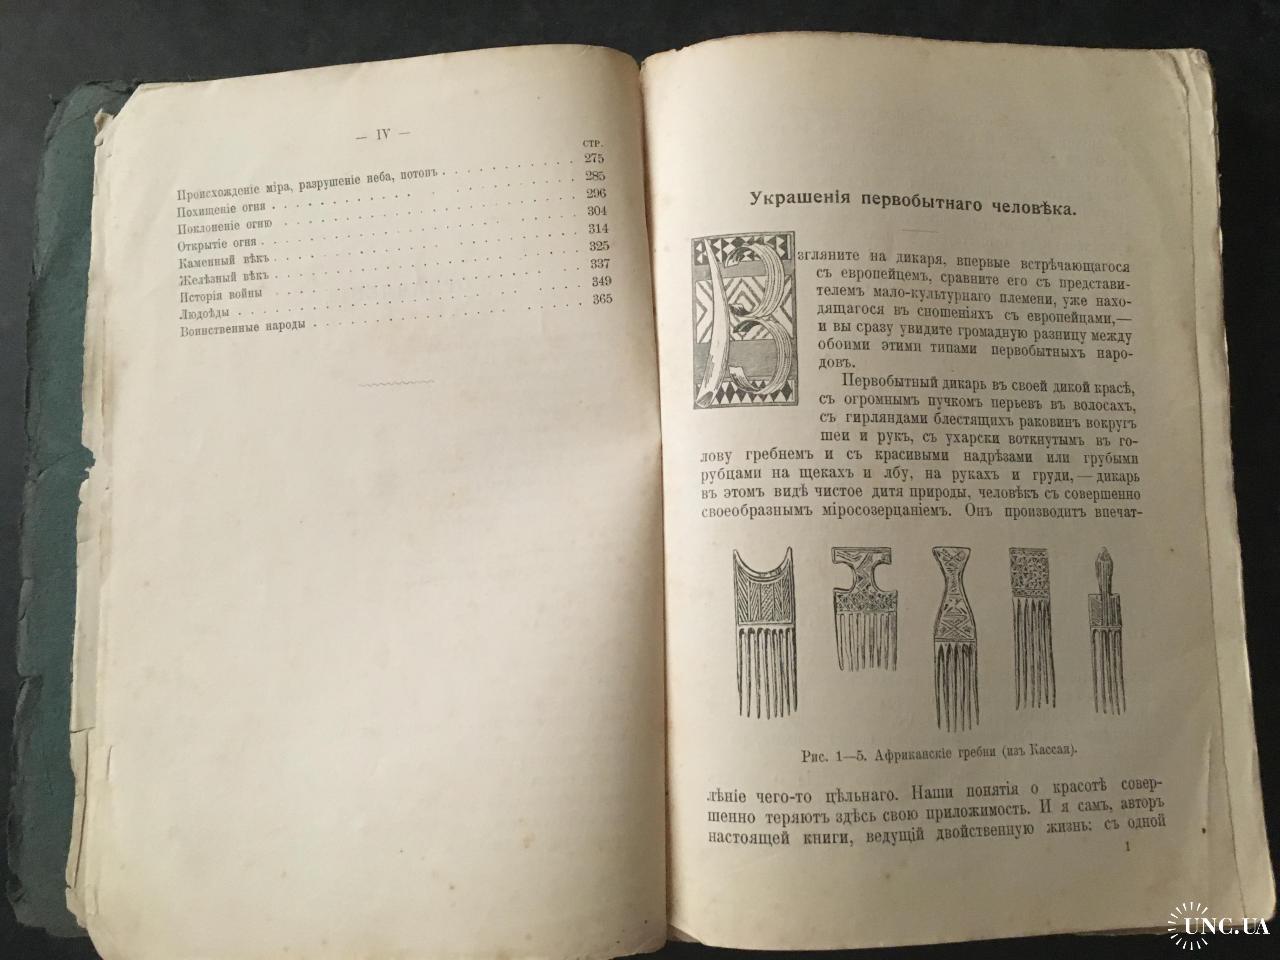 — IV —
СТР.
Происхожденіе міра, разрушеніе неба, потопъ . . . . . . . . . . 275
Похищеніе огня . . . . . . . . . . 285
Поклоненіе огню . . . . . . . . . . 296
Открытіе огня . . . . . . . . . . 304
Каменный вѣкъ . . . . . . . . . . 314
Желѣзный вѣкъ . . . . . . . . . . 325
Исторія войны . . . . . . . . . . 337
Людоѣды . . . . . . . . . . 349
Воинственные народы . . . . . . . . . . 365
Украшенія первобытнаго человѣка.
Взгляните на дикаря, впервые встрѣчающагося
съ европейцемъ, сравните его съ представи-
телемъ мало-культурнаго племени, уже нахо-
дящагося въ сношеніяхъ съ европейцами,—
и вы сразу увидите громадную разницу между
обоими этими типами первобытныхъ наро-
довъ.
Первобытный дикарь въ своей дикой красѣ,
съ огромнымъ пучкомъ перьевъ въ волосахъ,
съ гирляндами блестящихъ раковинъ вокругъ
шеи и рукъ, съ ухарски воткнутымъ въ го-
лову гребнемъ и съ красивыми надрѣзами или грубыми
рубцами на щекахъ и лбу, на рукахъ и груди,—дикарь
въ этомъ видѣ чистое дитя природы, человѣкъ съ совершенно
своеобразнымъ міросозерцаніемъ. Онъ производитъ впечат-
Рис. 1—5. Африканскіе гребни (изъ Кассая).
лѣніе чего-то цѣльнаго. Наши понятія о красотѣ совер-
шенно теряютъ здѣсь свою приложимость. И я самъ, авторъ
настоящей книги, ведущій двойственную жизнь: съ одной
1
UNC.UA